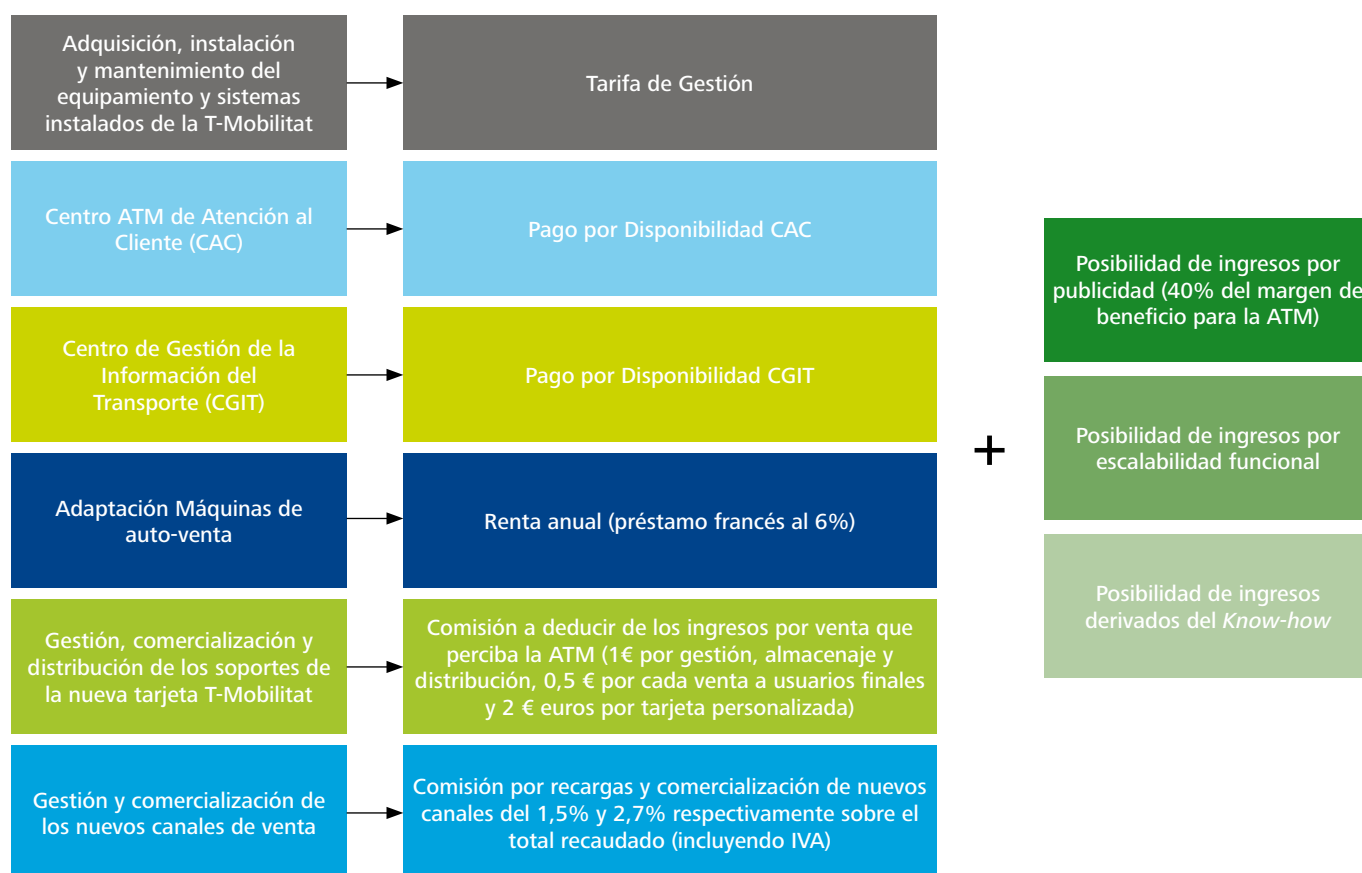 Adquisición, instalación
y mantenimiento del
equipamiento y sistemas
instalados de la T-Mobilitat
Tarifa de Gestión
Centro ATM de Atención al
Cliente (CAC)
Pago por Disponibilidad CAC
Centro de Gestión de la
Información del
Transporte (CGIT)
Pago por Disponibilidad CGIT
Adaptación Máquinas de
auto-venta
Renta anual (préstamo francés al 6%)
Gestión, comercialización y
distribución de los soportes de
la nueva tarjeta T-Mobilitat
Comisión a deducir de los ingresos por venta que
perciba la ATM (1€ por gestión, almacenaje y
distribución, 0,5 € por cada venta a usuarios finales
y 2 € euros por tarjeta personalizada)
Gestión y comercialización de
los nuevos canales de venta
Comisión por recargas y comercialización de nuevos
canales del 1,5% y 2,7% respectivamente sobre el
total recaudado (incluyendo IVA)
+
Posibilidad de ingresos por
publicidad (40% del margen de
beneficio para la ATM)
Posibilidad de ingresos por
escalabilidad funcional
Posibilidad de ingresos
derivados del Know-how